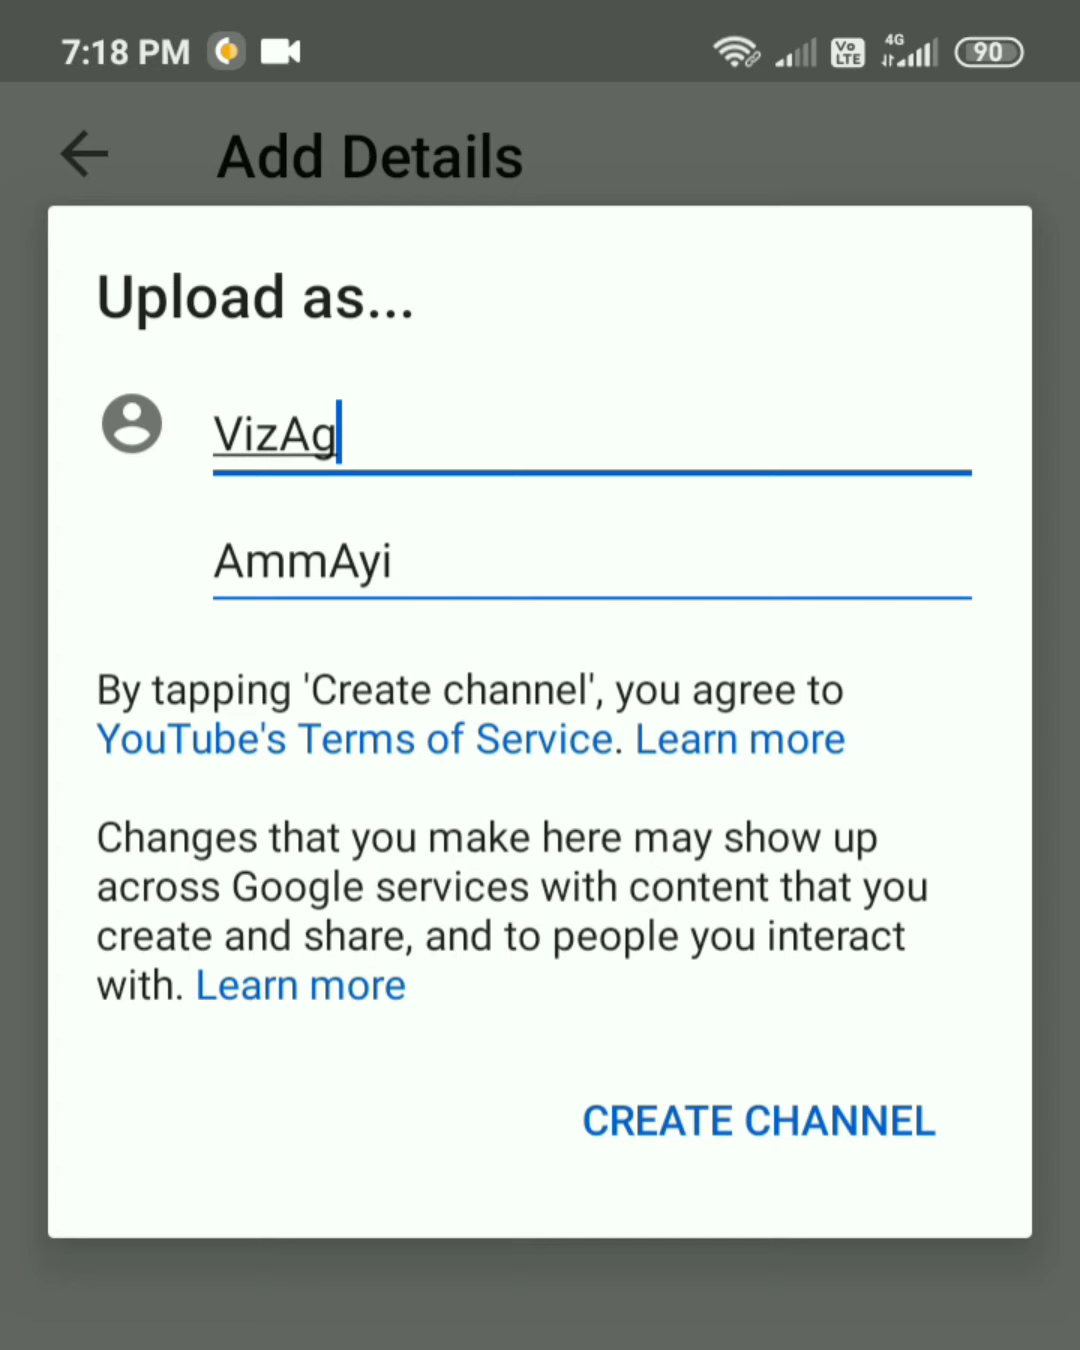 7:18 PM Vo LTE 4G 90
Add Details
Upload as...
VizAg
AmmAyi
By tapping 'Create channel', you agree to
YouTube's Terms of Service. Learn more
Changes that you make here may show up
across Google services with content that you
create and share, and to people you interact
with. Learn more
CREATE CHANNEL